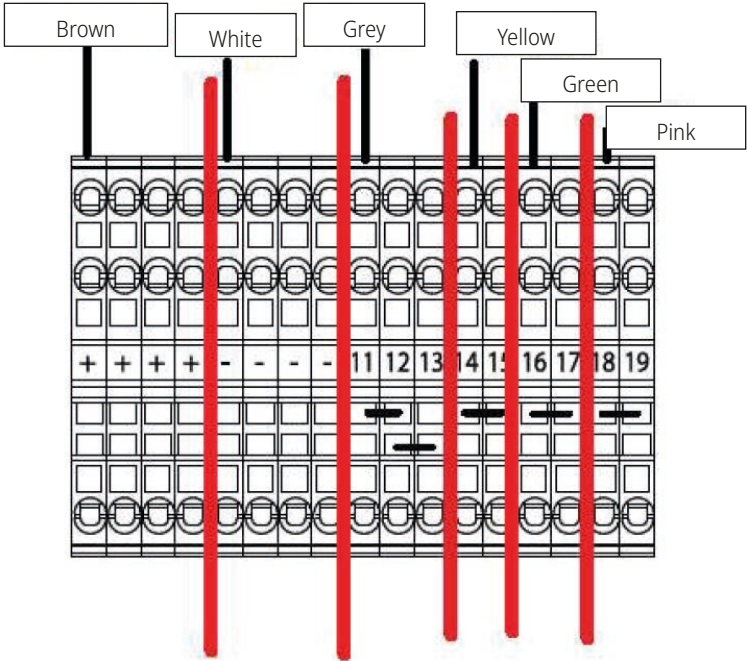 Brown
White
Grey
Yellow
Green
Pink
+ + + + - - - - 11 12 13 14 15 16 17 18 19